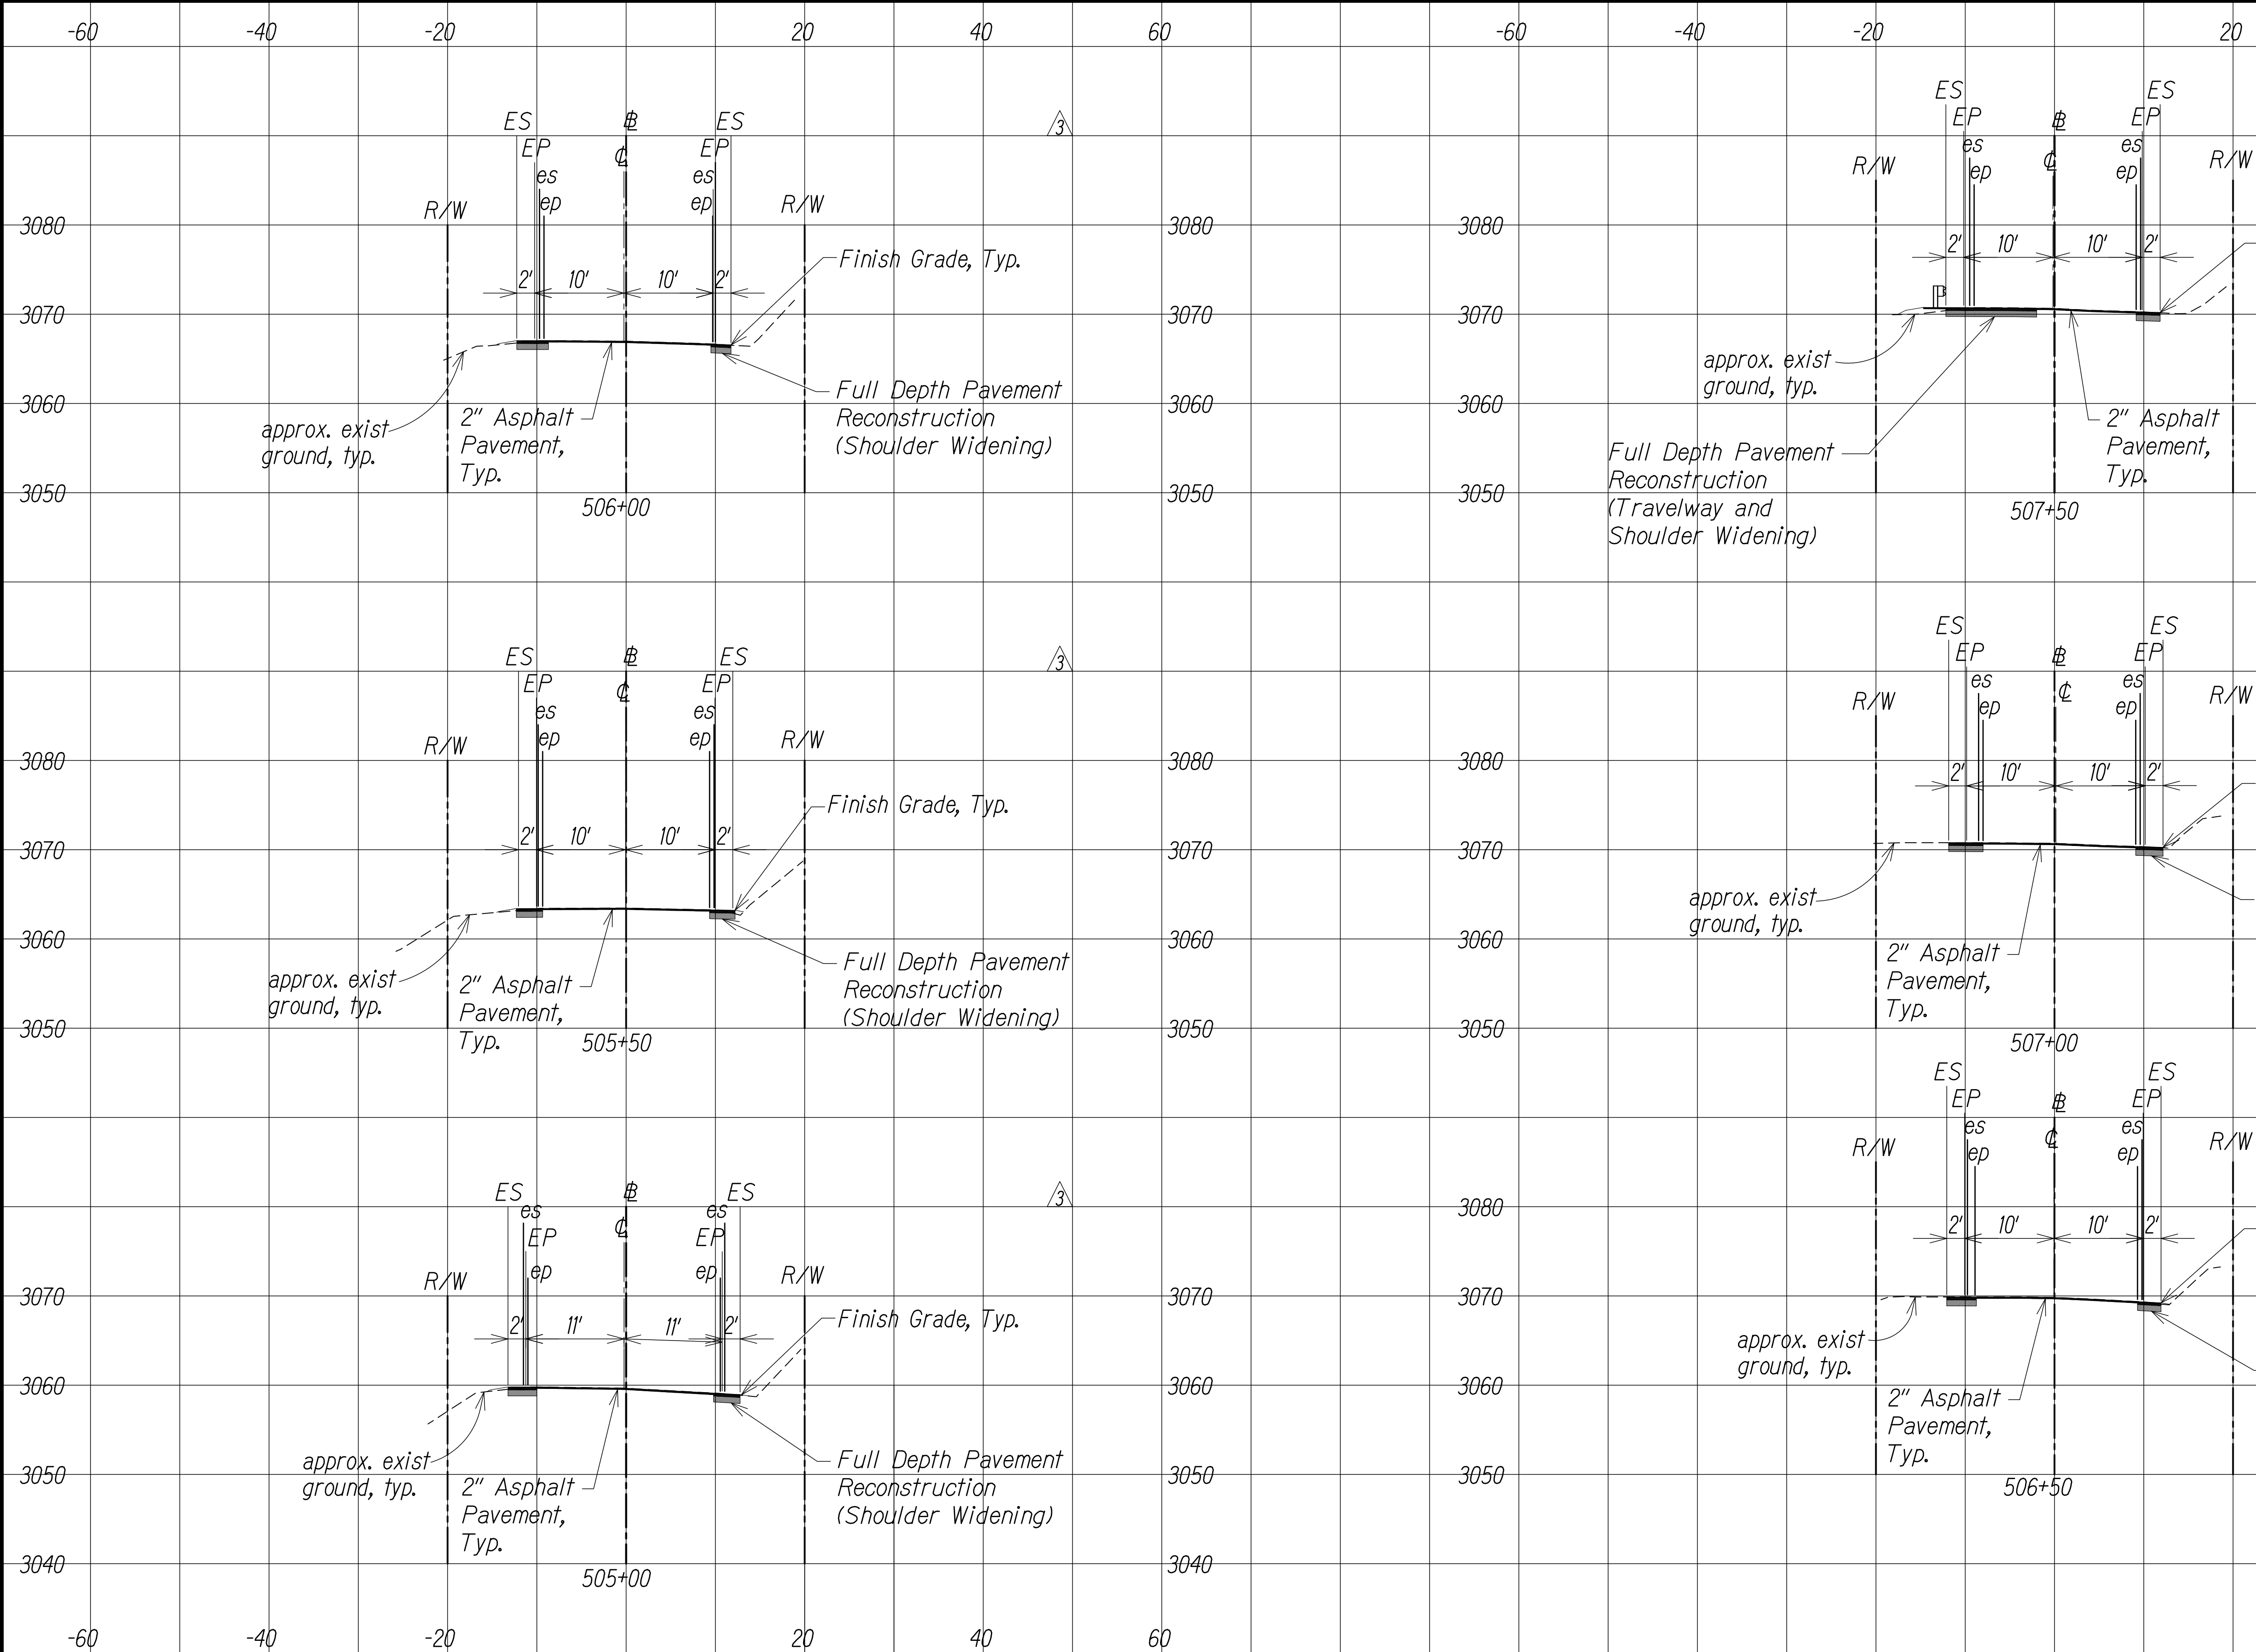 -60 -40 -20 20 40 60 -60 -40 -20 20
ES ES
EP EP
es es
ep ep
R/W R/W
3
3080 3080
2' 10' 10' 2'
Finish Grade, Typ.
3070 3070
3060 3060
approx. exist
ground, typ.
2" Asphalt
Pavement,
Typ.
Full Depth Pavement
Reconstruction
(Shoulder Widening)
3050 3050
506+00
ES ES
EP EP
es es
ep ep
R/W R/W
3
3080 3080
2' 10' 10' 2'
Finish Grade, Typ.
3070 3070
3060 3060
approx. exist
ground, typ.
2" Asphalt
Pavement,
Typ.
Full Depth Pavement
Reconstruction
(Shoulder Widening)
3050 3050
505+50
ES ES
es es
EP EP
ep ep
R/W R/W
3
3070 3070
2' 11' 11' 2'
Finish Grade, Typ.
3060 3060
approx. exist
ground, typ.
2" Asphalt
Pavement,
Typ.
Full Depth Pavement
Reconstruction
(Shoulder Widening)
3050 3050
3040 3040
505+00
-60 -40 -20 20 40 60
ES ES
EP EP
es es
ep ep
R/W R/W
3080
2' 10' 10' 2'
3070
approx. exist
ground, typ.
3060
2" Asphalt
Pavement,
Typ.
Full Depth Pavement
Reconstruction
(Travelway and
Shoulder Widening)
3050
507+50
ES ES
EP EP
es es
ep ep
R/W R/W
3080
2' 10' 10' 2'
3070
approx. exist
ground, typ.
3060
2" Asphalt
Pavement,
Typ.
3050
507+00
ES ES
EP EP
es es
ep ep
R/W R/W
3080
2' 10' 10' 2'
3070
approx. exist
ground, typ.
3060
2" Asphalt
Pavement,
Typ.
3050
506+50